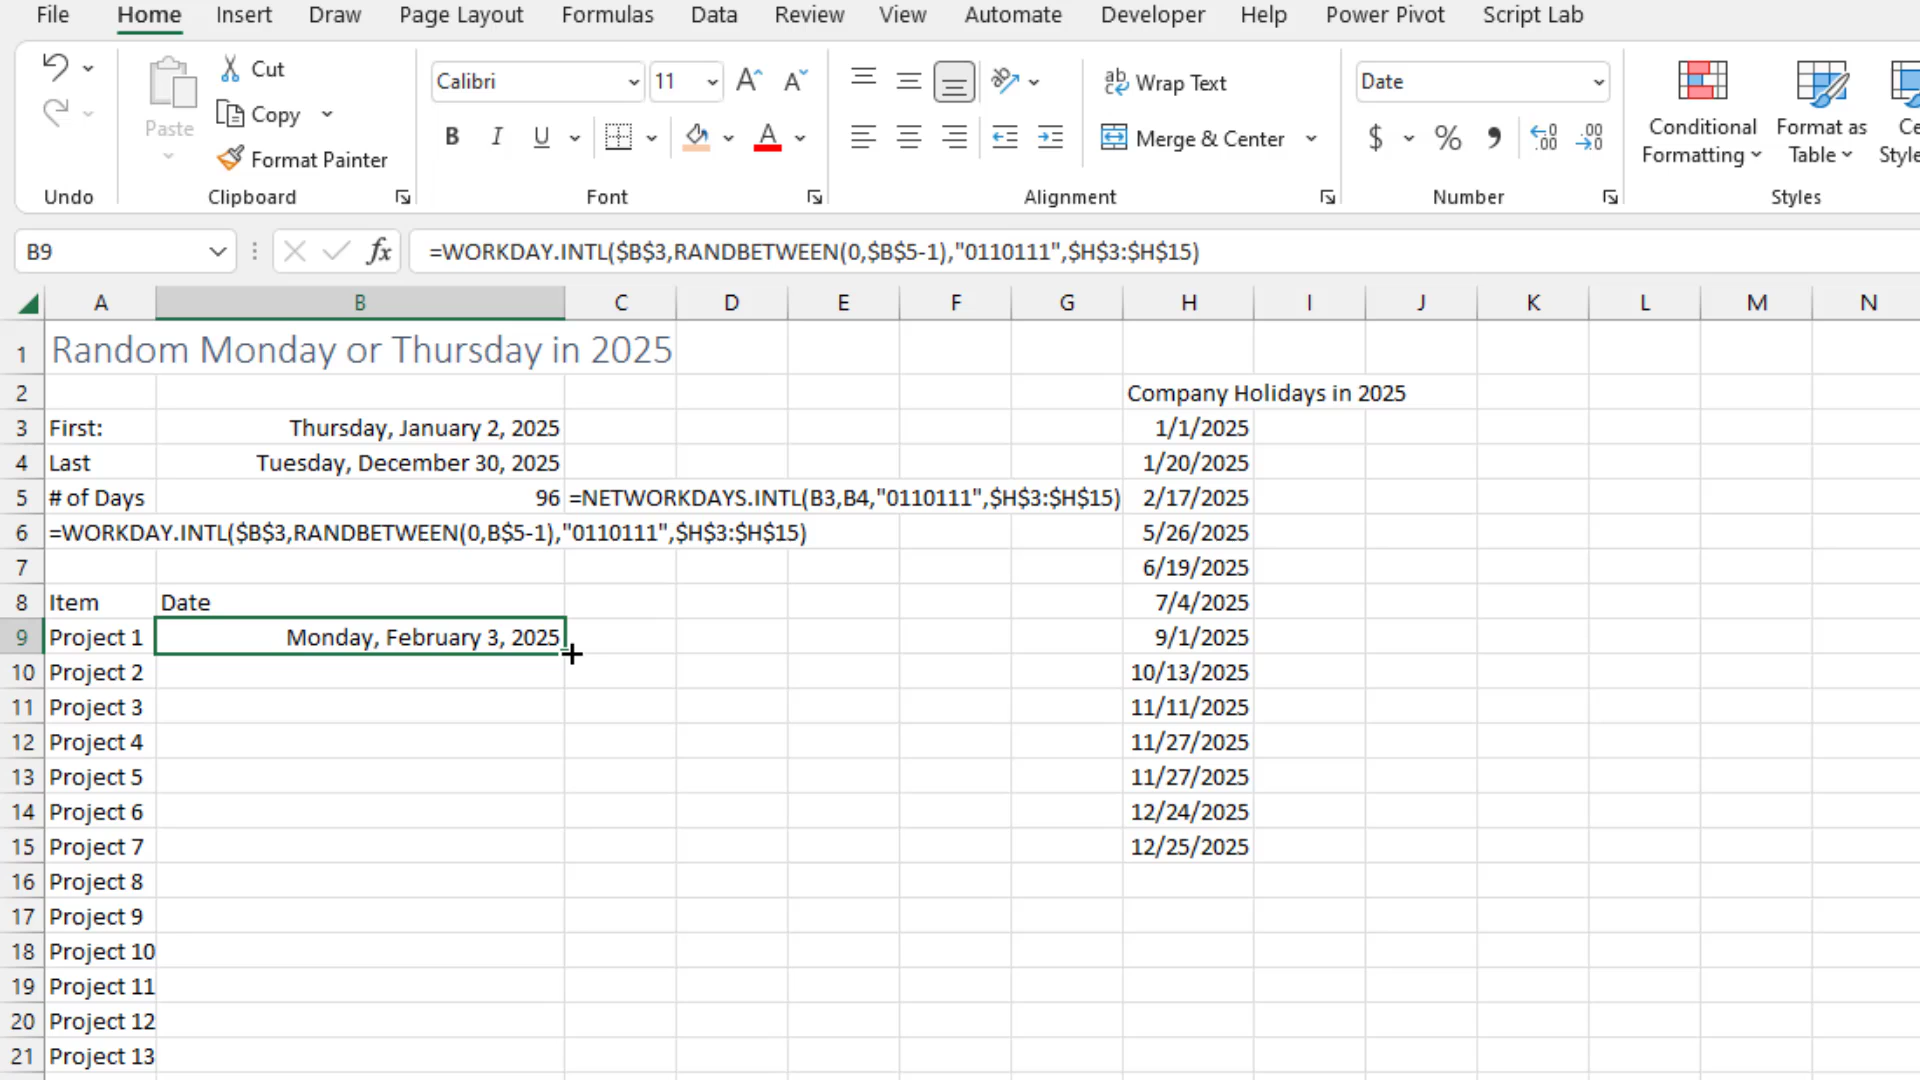 File Home Insert Draw Page Layout Formulas Data Review View Automate Developer Help Power Pivot Script Lab
Cut
Copy
Format Painter
Paste
Undo
Clipboard
Calibri 11
B I U
Font
Wrap Text
Merge & Center
Alignment
Date
$ % ,
Number
Conditional Formatting
Format as Table
Ce
Style
Styles
B9 fx =WORKDAY.INTL($B$3,RANDBETWEEN(0,$B$5-1),"0110111",$H$3:$H$15)
A B C D E F G H I J K L M N
1 Random Monday or Thursday in 2025
2 Company Holidays in 2025
3 First: Thursday, January 2, 2025 1/1/2025
4 Last Tuesday, December 30, 2025 1/20/2025
5 # of Days 96 =NETWORKDAYS.INTL(B3,B4,"0110111",$H$3:$H$15) 2/17/2025
6 =WORKDAY.INTL($B$3,RANDBETWEEN(0,B$5-1),"0110111",$H$3:$H$15) 5/26/2025
7 6/19/2025
8 Item Date 7/4/2025
9 Project 1 Monday, February 3, 2025 9/1/2025
10 Project 2 10/13/2025
11 Project 3 11/11/2025
12 Project 4 11/27/2025
13 Project 5 11/27/2025
14 Project 6 12/24/2025
15 Project 7 12/25/2025
16 Project 8
17 Project 9
18 Project 10
19 Project 11
20 Project 12
21 Project 13